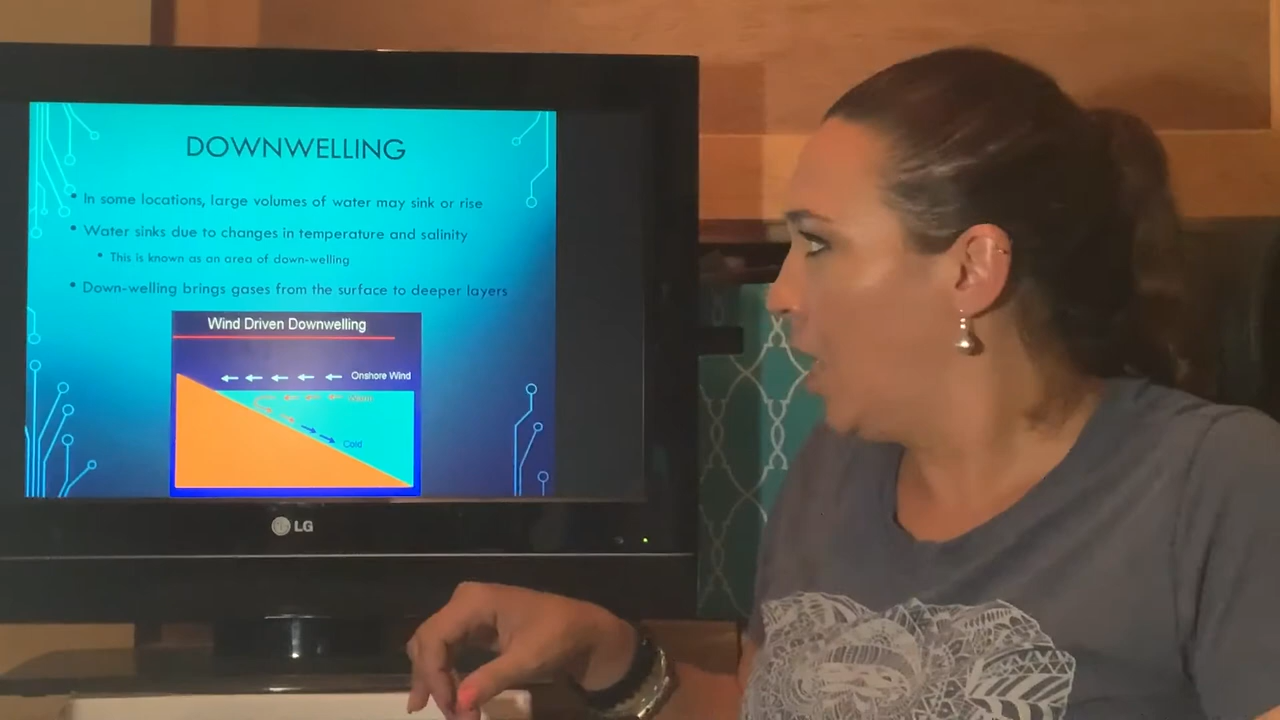 DOWNWELLING
• In some locations, large volumes of water may sink or rise
• Water sinks due to changes in temperature and salinity
• This is known as an area of down-welling
• Down-welling brings gases from the surface to deeper layers
Wind Driven Downwelling
Onshore Wind
Cold
LG